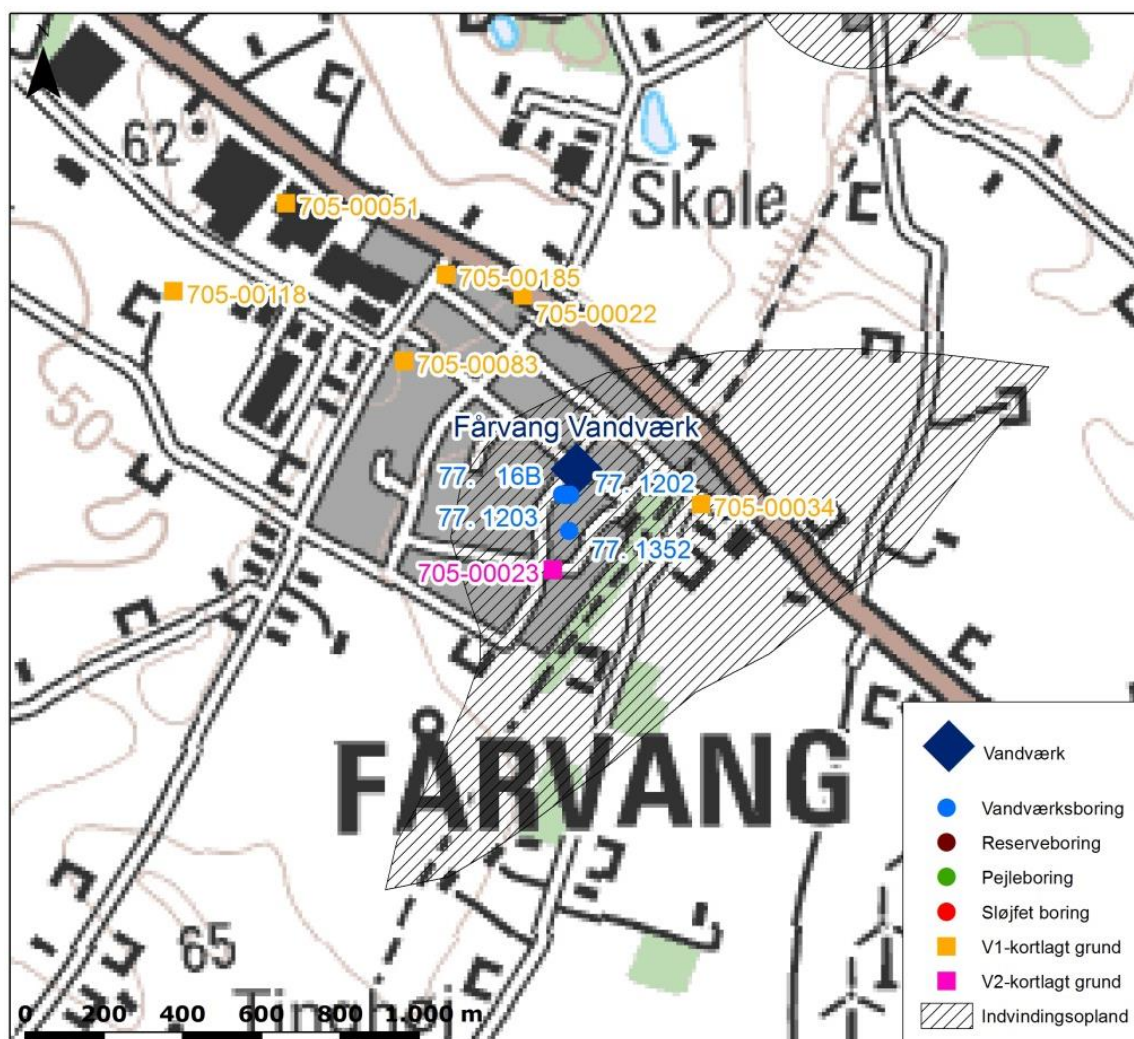 62
Skole
705-00051
705-00185
705-00118
705-00022
705-00083
50
Fårvang Vandværk
77. 16B
77. 1202
705-00034
77. 1203
77. 1352
705-00023
FÅRVANG
65
Tinghøj
0 200 400 600 800 1.000 m
Vandværk
Vandværksboring
Reserveboring
Pejleboring
Sløjfet boring
V1-kortlagt grund
V2-kortlagt grund
Indvindingsopland